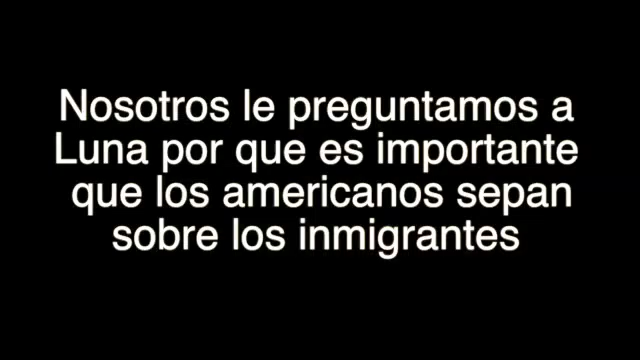 Nosotros le preguntamos a
Luna por que es importante
que los americanos sepan
sobre los inmigrantes